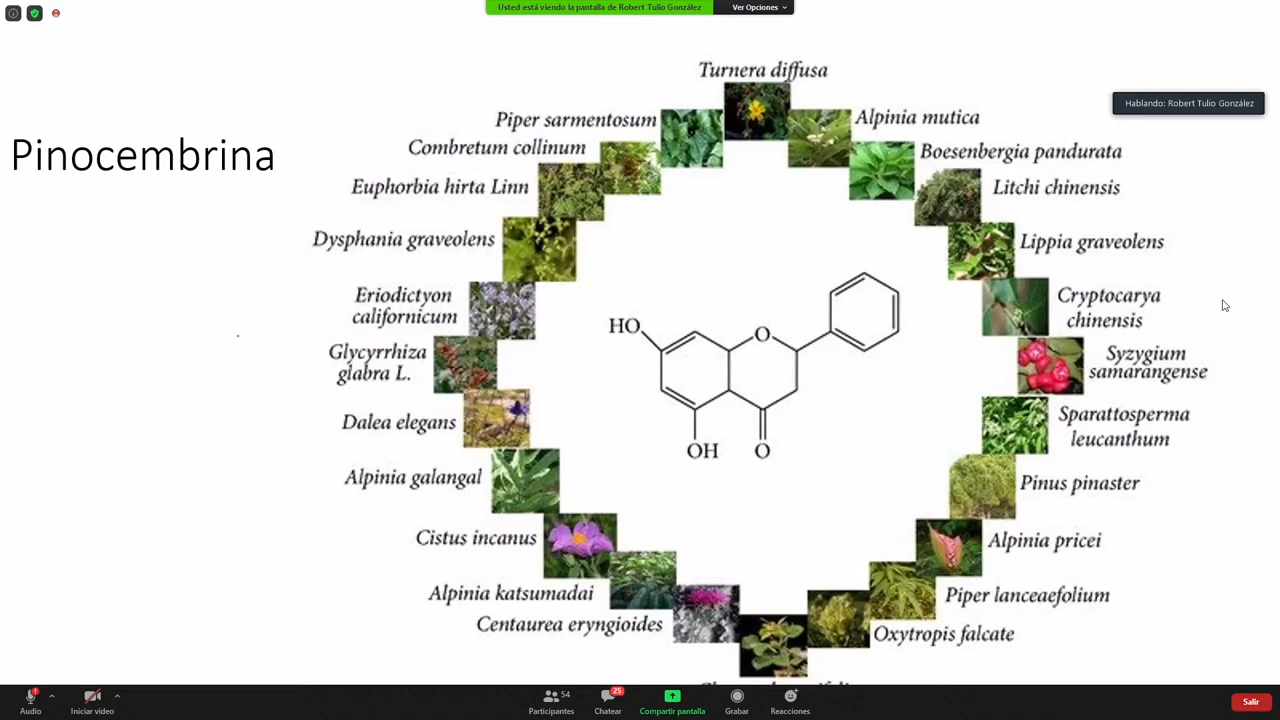 Usted está viendo la pantalla de Robert Tulio González
Ver Opciones
Hablando: Robert Tulio González
Pinocembrina
Turnera diffusa
Piper sarmentosum
Alpinia mutica
Combretum collinum
Boesenbergia pandurata
Euphorbia hirta Linn
Litchi chinensis
Dysphania graveolens
Lippia graveolens
Eriodictyon
californicum
Cryptocarya
chinensis
HO
O
Glycyrrhiza
glabra L.
Syzygium
samarangense
Dalea elegans
Sparattosperma
leucanthum
OH
O
Alpinia galangal
Pinus pinaster
Cistus incanus
Alpinia pricei
Alpinia katsumadai
Piper lanceaefolium
Centaurea eryngioides
Oxytropis falcate
Audio
Iniciar video
54
Participantes
25
Chatear
Compartir pantalla
Grabar
Reacciones
Salir